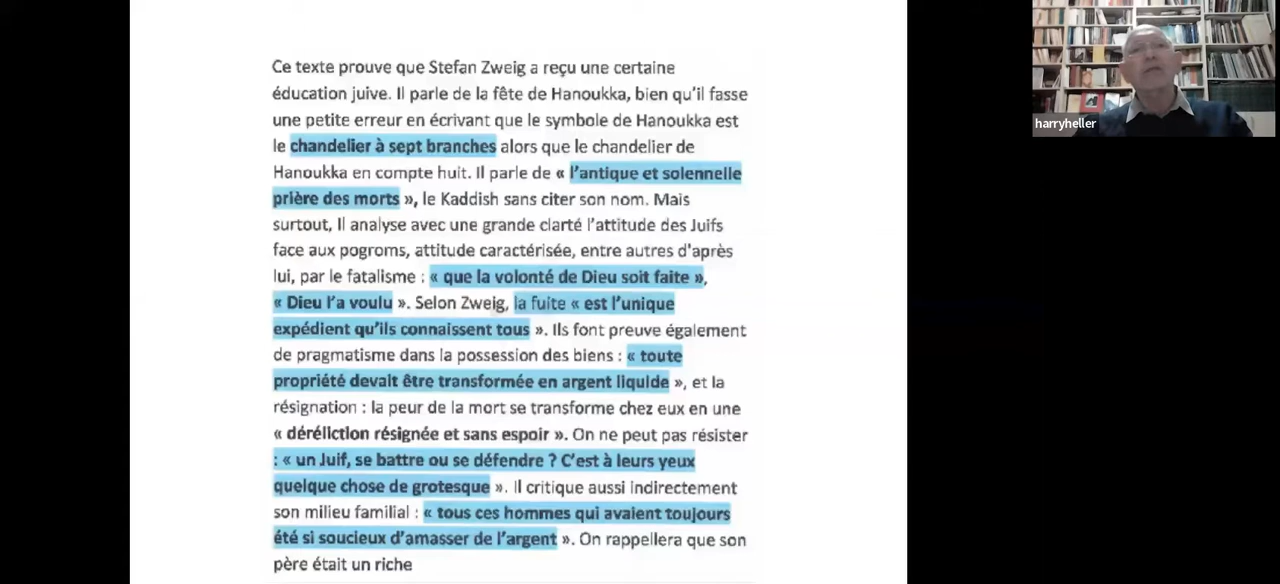 Ce texte prouve que Stefan Zweig a reçu une certaine
éducation juive. Il parle de la fête de Hanoukka, bien qu'il fasse
une petite erreur en écrivant que le symbole de Hanoukka est
le chandelier à sept branches alors que le chandelier de
Hanoukka en compte huit. Il parle de « l'antique et solennelle
prière des morts », le Kaddish sans citer son nom. Mais
surtout, Il analyse avec une grande clarté l'attitude des Juifs
face aux pogroms, attitude caractérisée, entre autres d'après
lui, par le fatalisme : « que la volonté de Dieu soit faite »,
« Dieu l'a voulu ». Selon Zweig, la fuite « est l'unique
expédient qu'ils connaissent tous ». Ils font preuve également
de pragmatisme dans la possession des biens : « toute
propriété devait être transformée en argent liquide », et la
résignation : la peur de la mort se transforme chez eux en une
« déréliction résignée et sans espoir ». On ne peut pas résister
: « un Juif, se battre ou se défendre ? C'est à leurs yeux
quelque chose de grotesque ». Il critique aussi indirectement
son milieu familial : « tous ces hommes qui avaient toujours
été si soucieux d'amasser de l'argent ». On rappellera que son
père était un riche
harryheller